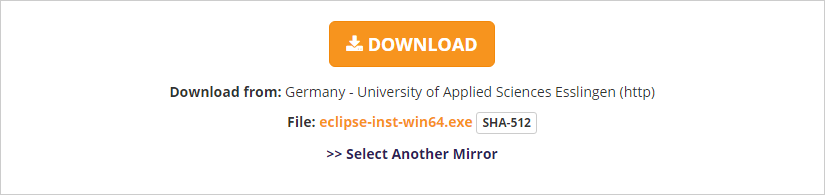 DOWNLOAD
Download from: Germany - University of Applied Sciences Esslingen (http)
File: eclipse-inst-win64.exe SHA-512
>> Select Another Mirror